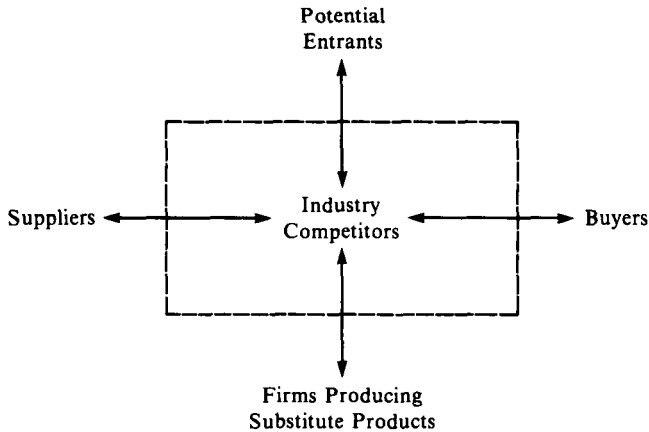 Potential
Entrants
Suppliers
Industry
Competitors
Buyers
Firms Producing
Substitute Products